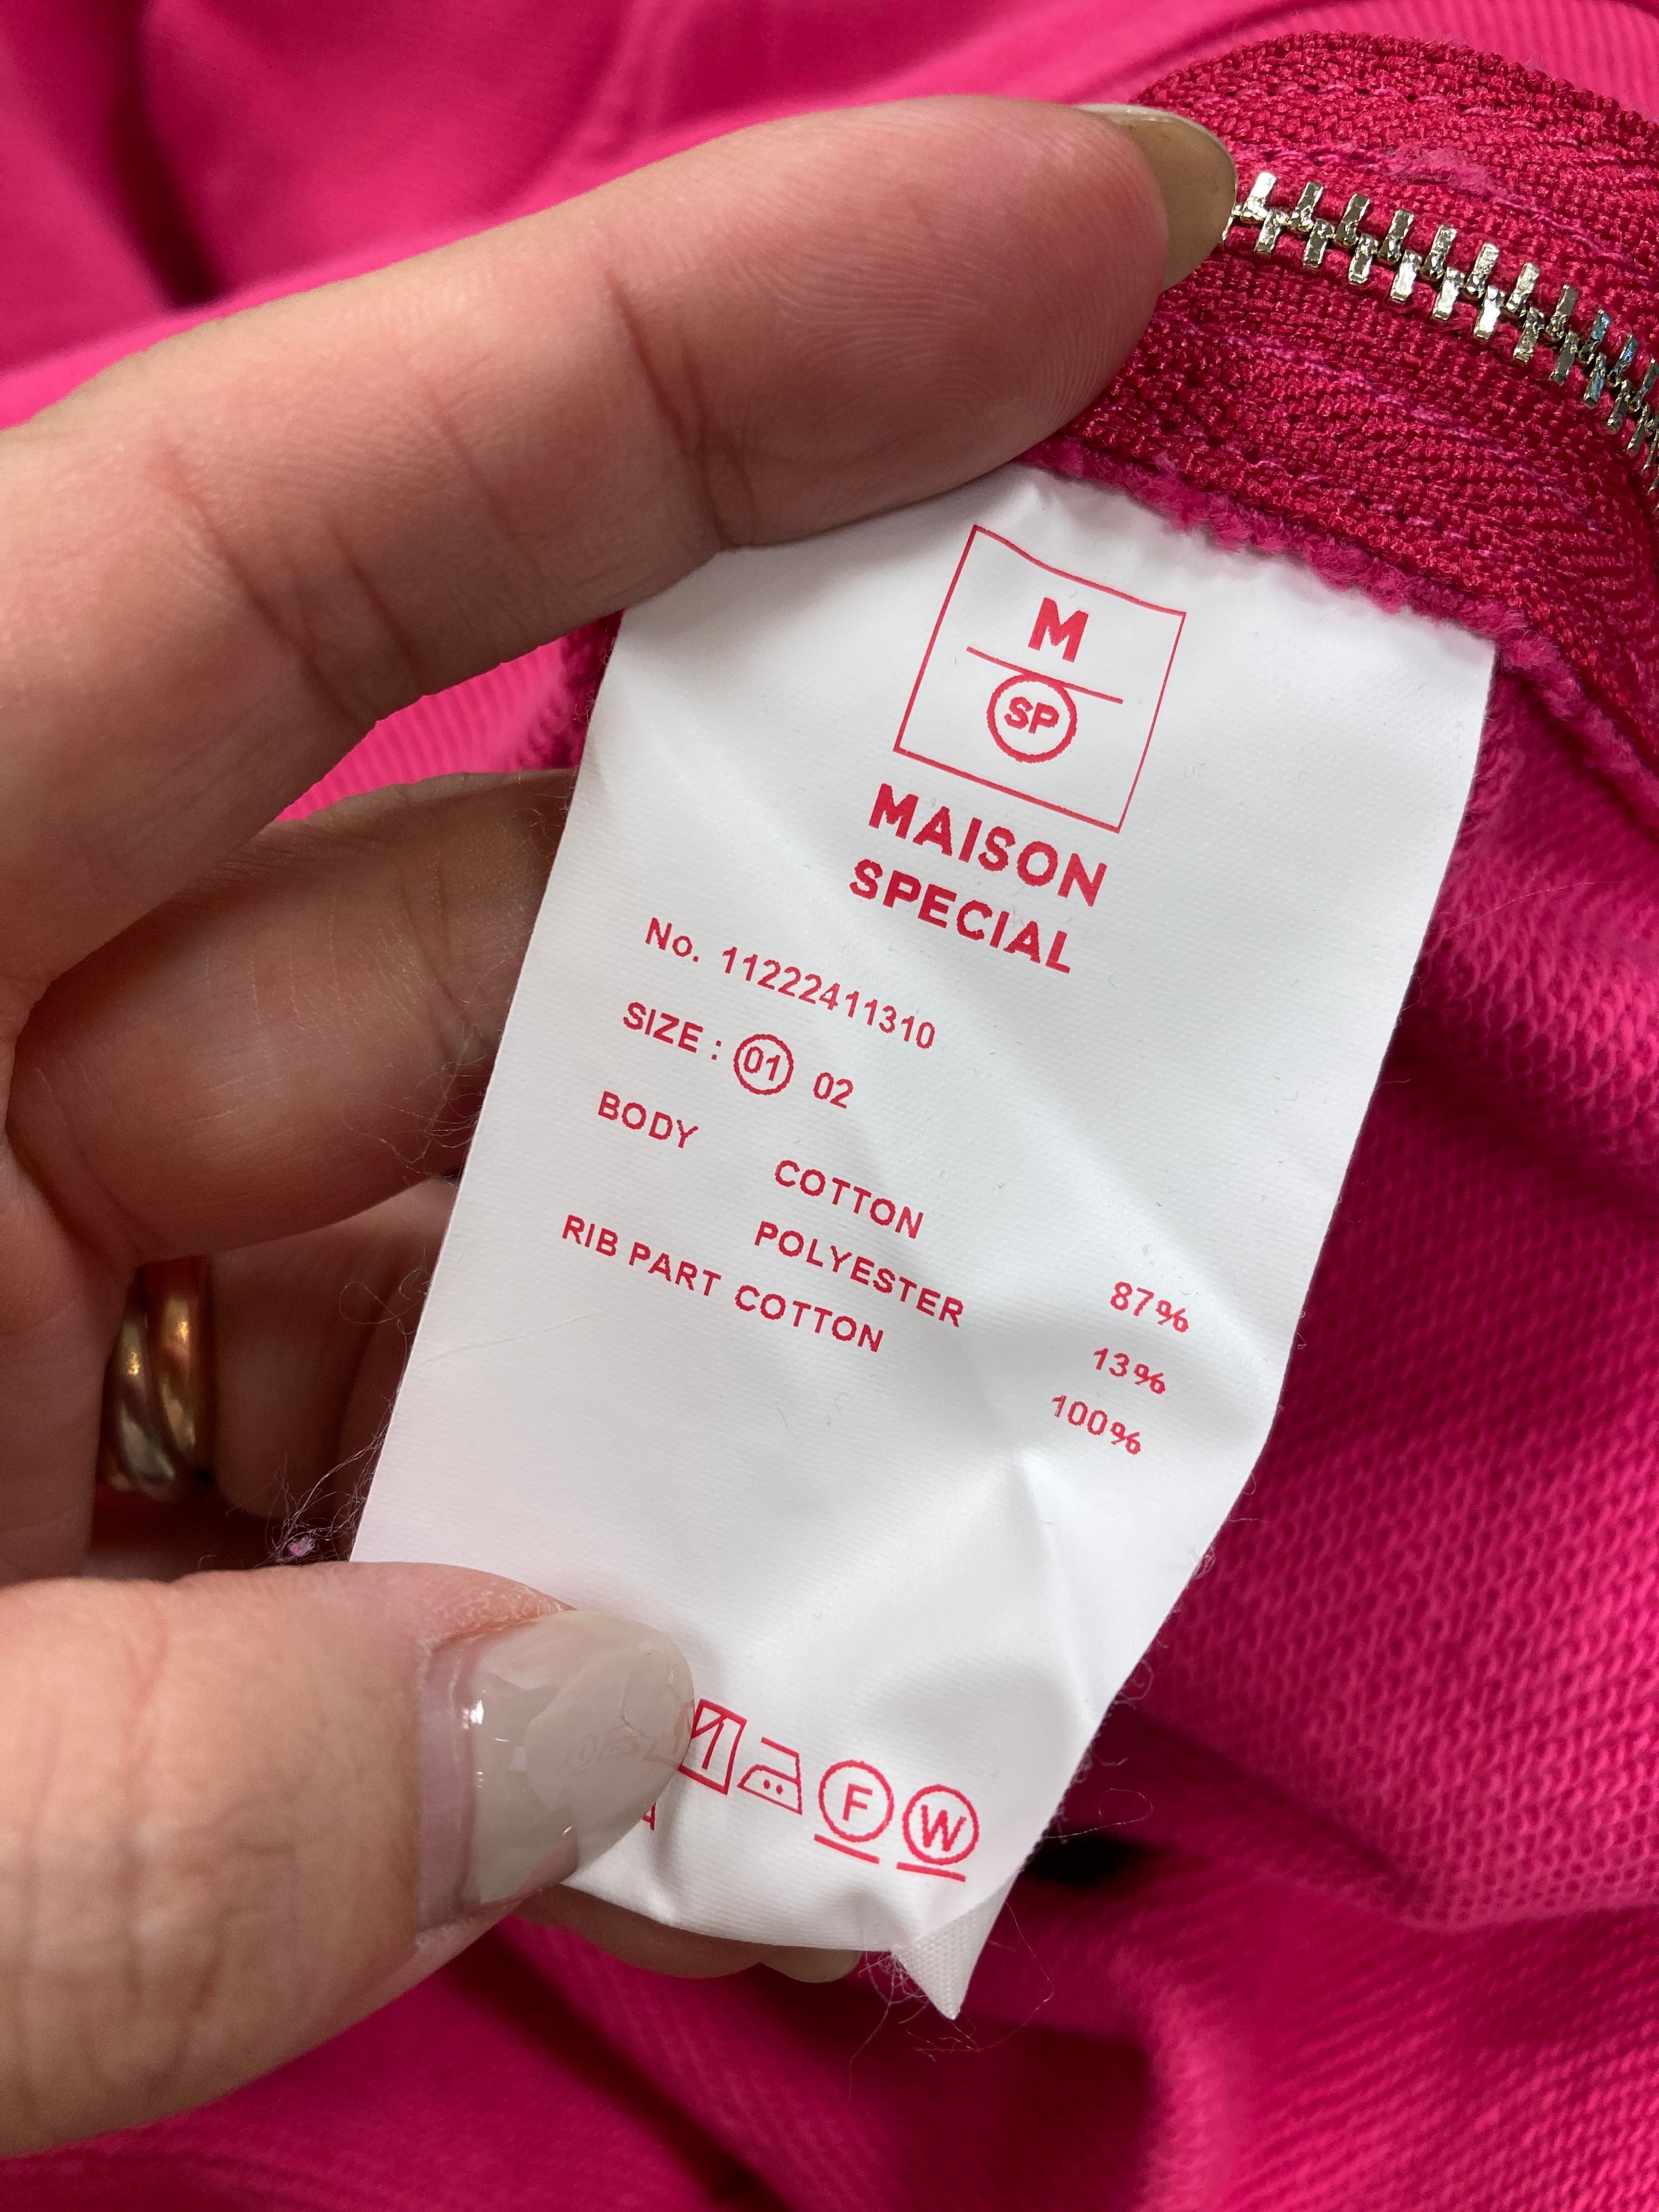 M
SP
MAISON
SPECIAL
No. 11222411310
SIZE : 01 02
BODY
COTTON 87%
POLYESTER 13%
RIB PART COTTON 100%
F W